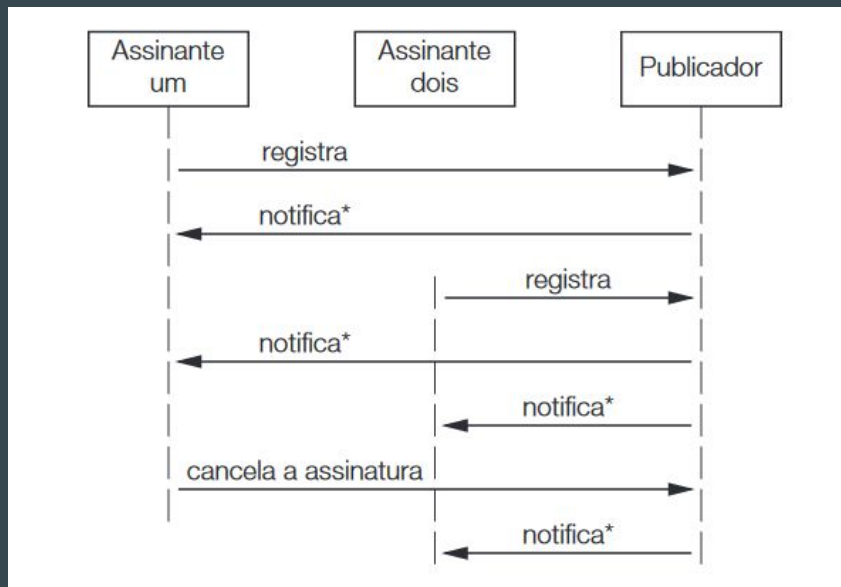 Assinante
um
Assinante
dois
Publicador
registra
notifica*
registra
notifica*
notifica*
cancela a assinatura
notifica*